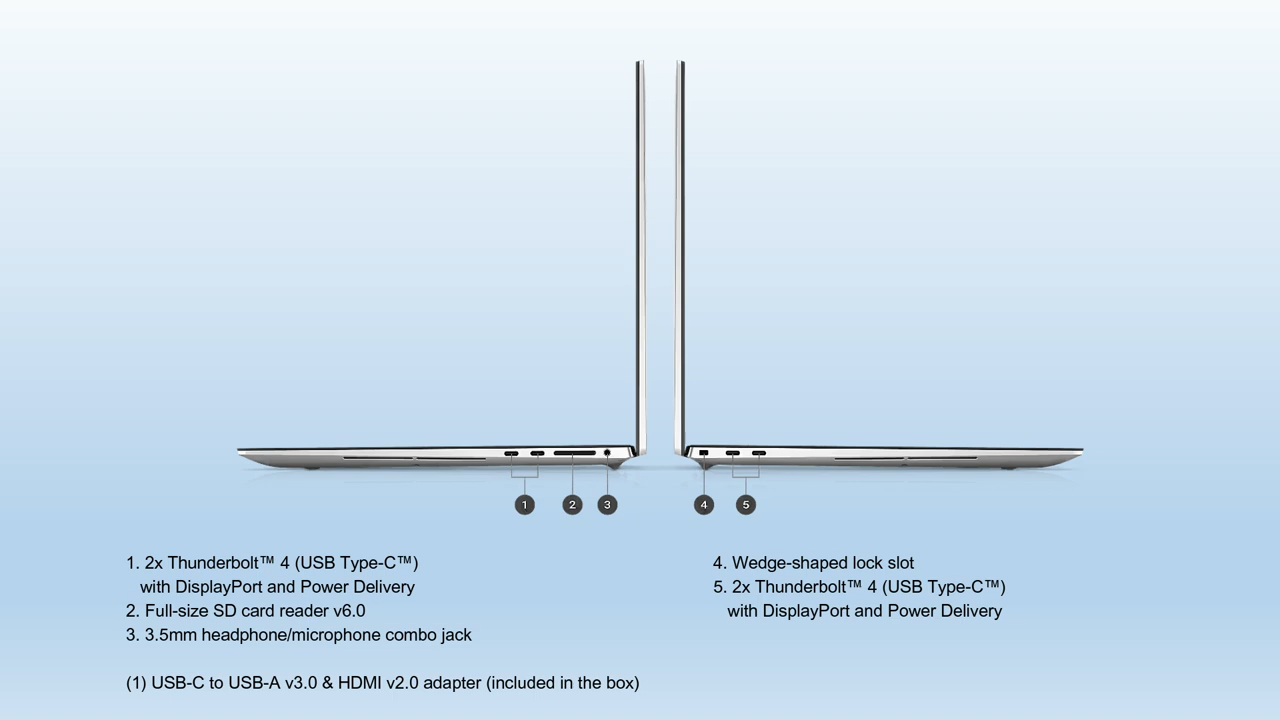 1 2 3 4 5
1. 2x Thunderbolt™ 4 (USB Type-C™)
with DisplayPort and Power Delivery
2. Full-size SD card reader v6.0
3. 3.5mm headphone/microphone combo jack
(1) USB-C to USB-A v3.0 & HDMI v2.0 adapter (included in the box)
4. Wedge-shaped lock slot
5. 2x Thunderbolt™ 4 (USB Type-C™)
with DisplayPort and Power Delivery